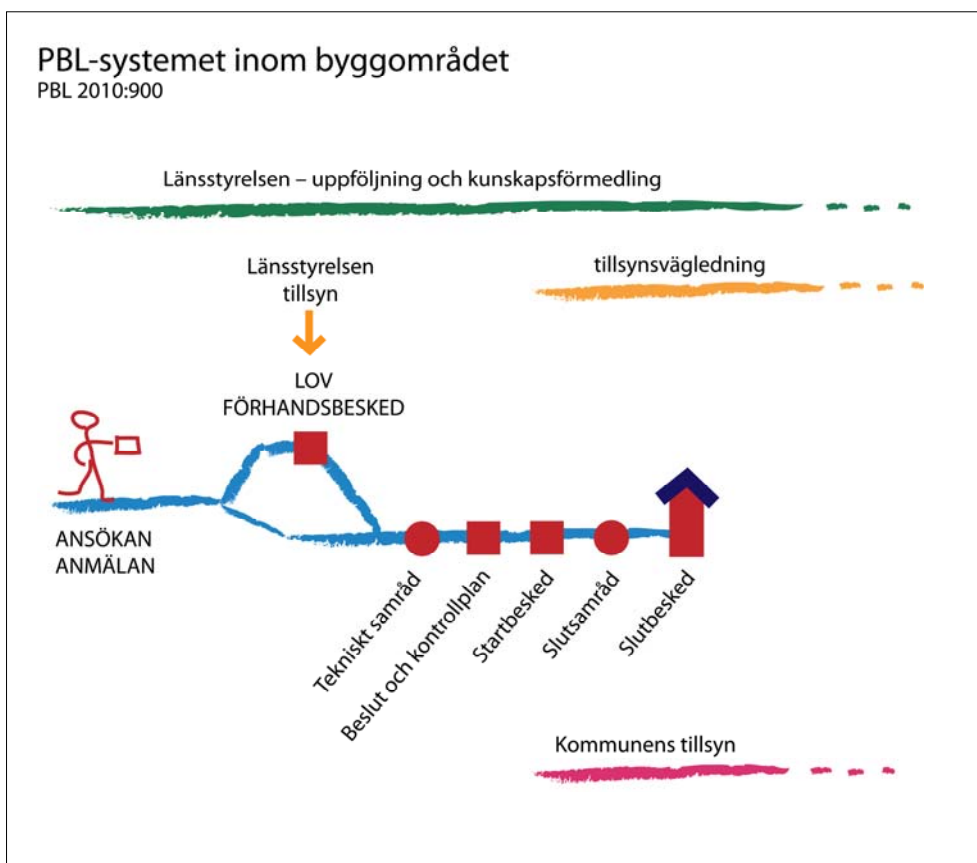 PBL-systemet inom byggområdet
PBL 2010:900
Länsstyrelsen – uppföljning och kunskapsförmedling
Länsstyrelsen
tillsyn
tillsynsvägledning
LOV
FÖRHANDSBESKED
ANSÖKAN
ANMÄLAN
Tekniskt samråd
Beslut och kontrollplan
Startbesked
Slutsamråd
Slutbesked
Kommunens tillsyn